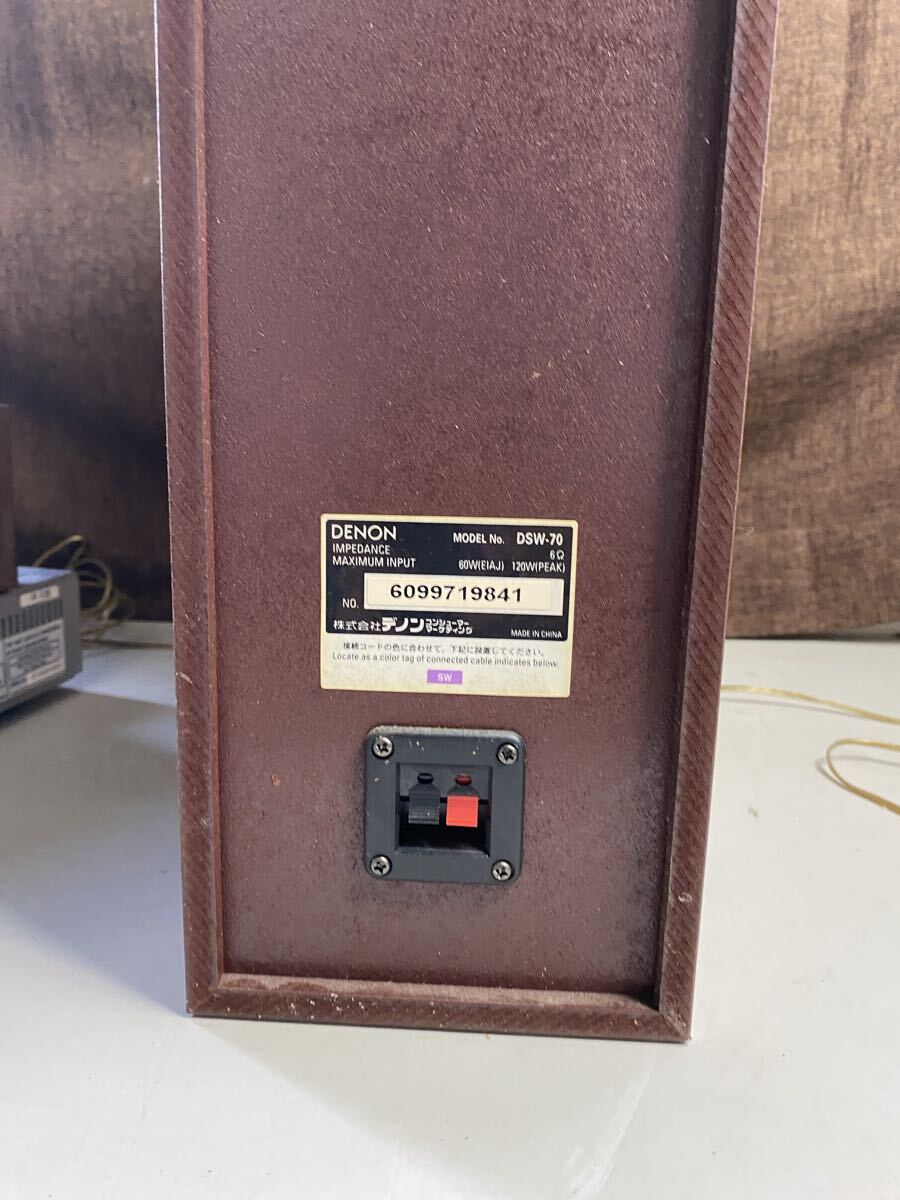 DENON MODEL No. DSW-70
IMPEDANCE 6Ω
MAXIMUM INPUT 60W(EIAJ) 120W(PEAK)
NO. 6099719841
株式会社デノン コンシューマー マーケティング MADE IN CHINA
接続コードの色に合わせて、下記に設置してください。
Locate as a color tag of connected cable indicates below.
SW